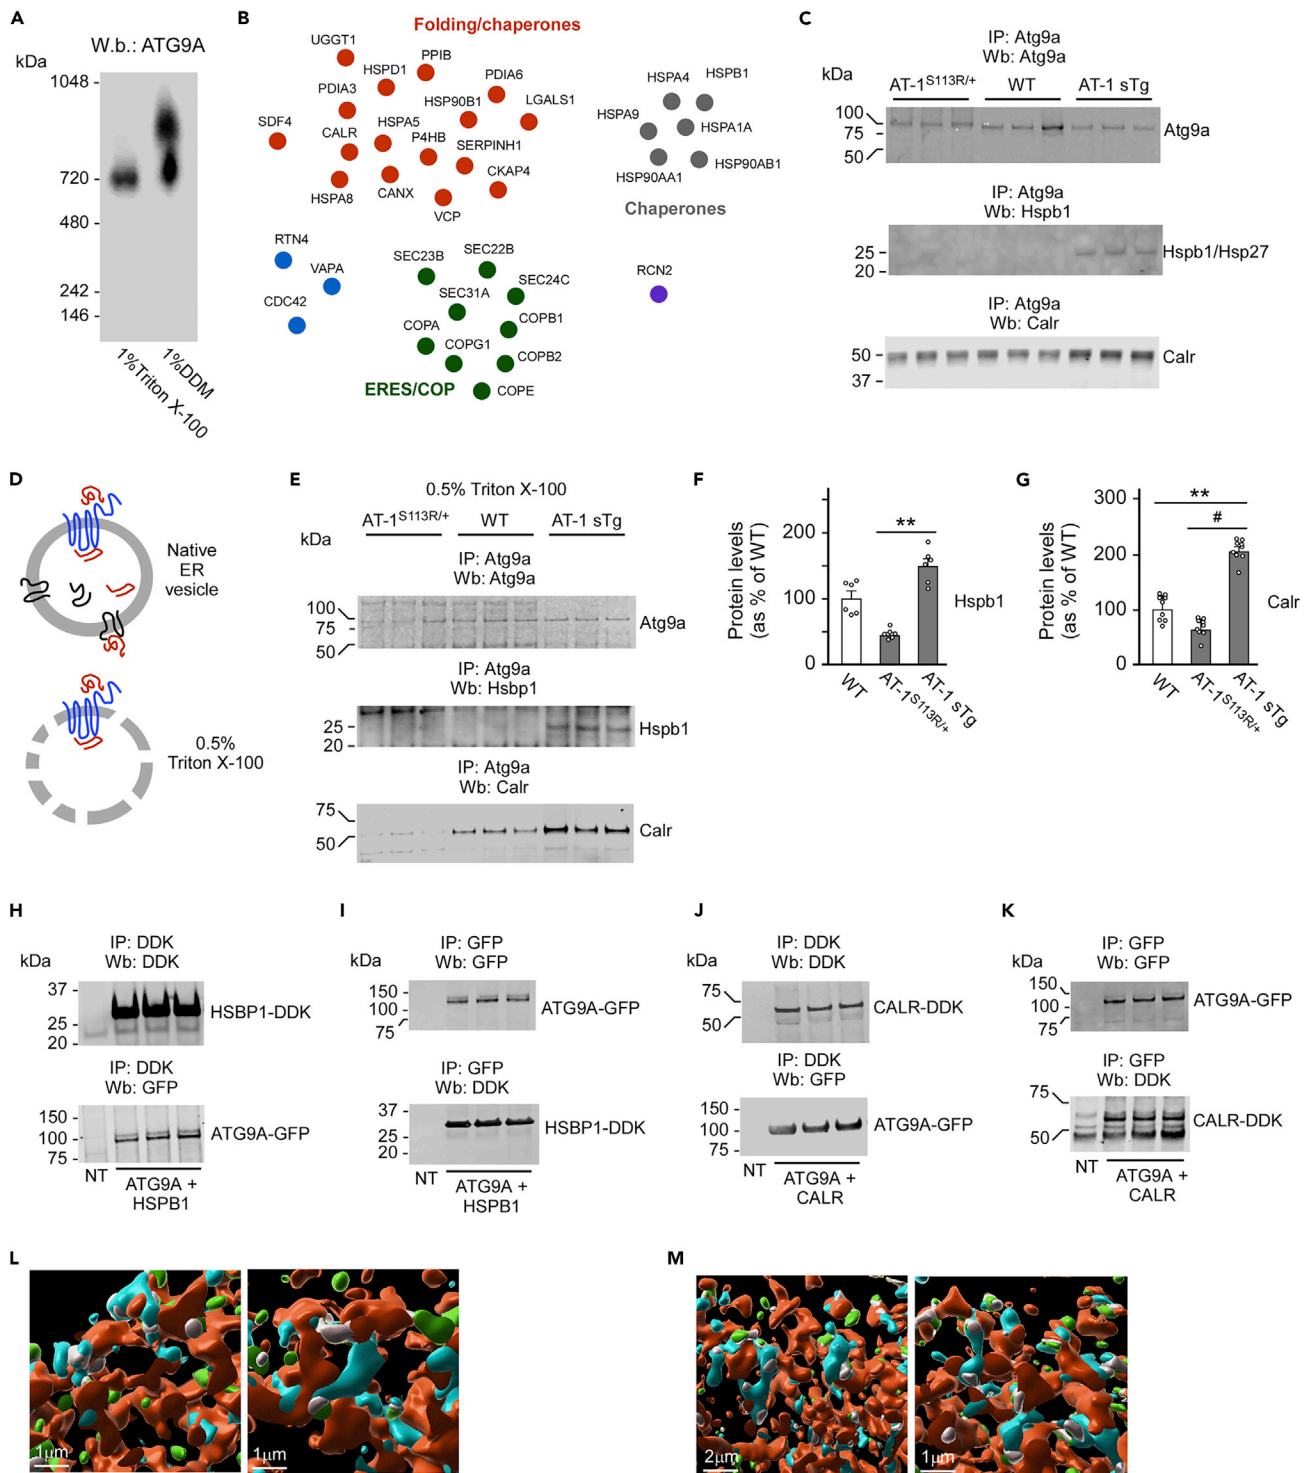 A
W.b.: ATG9A
kDa
1048
720
480
242
146
1%Triton X-100
1%DDM
B
Folding/chaperones
UGGT1
PPIB
HSPD1
PDIA6
PDIA3
HSP90B1
LGALS1
SDF4
CALR
HSPA5
P4HB
SERPINH1
HSPA8
CANX
CKAP4
VCP
HSPA4
HSPB1
HSPA9
HSPA1A
HSP90AB1
HSP90AA1
Chaperones
RTN4
VAPA
CDC42
SEC23B
SEC22B
SEC24C
SEC31A
COPA
COPB1
COPG1
COPB2
COPE
ERES/COP
RCN2
C
IP: Atg9a
Wb: Atg9a
kDa
AT-1S113R/+ WT AT-1 sTg
100
75
50
Atg9a
IP: Atg9a
Wb: Hspb1
25
20
Hspb1/Hsp27
IP: Atg9a
Wb: Calr
50
37
Calr
D
Native
ER
vesicle
0.5%
Triton X-100
E
0.5% Triton X-100
AT-1S113R/+ WT AT-1 sTg
kDa
IP: Atg9a
Wb: Atg9a
100
75
50
Atg9a
IP: Atg9a
Wb: Hsbp1
25
20
Hspb1
IP: Atg9a
Wb: Calr
75
50
Calr
F
Protein levels
(as % of WT)
200
100
0
**
Hspb1
WT
AT-1S113R/+
AT-1 sTg
G
Protein levels
(as % of WT)
300
200
100
0
**
#
Calr
WT
AT-1S113R/+
AT-1 sTg
H
IP: DDK
Wb: DDK
kDa
37
25
20
HSBP1-DDK
IP: DDK
Wb: GFP
150
100
75
ATG9A-GFP
NT
ATG9A +
HSPB1
I
IP: GFP
Wb: GFP
kDa
150
100
75
ATG9A-GFP
IP: GFP
Wb: DDK
37
25
20
HSBP1-DDK
NT
ATG9A +
HSPB1
J
IP: DDK
Wb: DDK
kDa
75
50
CALR-DDK
IP: DDK
Wb: GFP
150
100
75
ATG9A-GFP
NT
ATG9A +
CALR
K
IP: GFP
Wb: GFP
kDa
150
100
75
ATG9A-GFP
IP: GFP
Wb: DDK
75
50
CALR-DDK
NT
ATG9A +
CALR
L
1µm
1µm
M
2µm
1µm